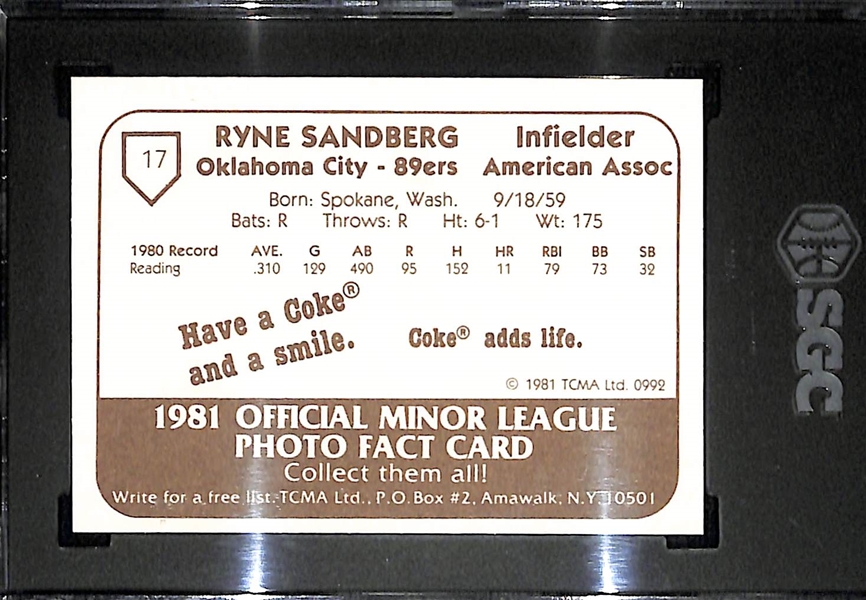 17
RYNE SANDBERG Infielder
Oklahoma City - 89ers American Assoc
Born: Spokane, Wash. 9/18/59
Bats: R Throws: R Ht: 6-1 Wt: 175
1980 Record AVE. G AB R H HR RBI BB SB
Reading .310 129 490 95 152 11 79 73 32
Have a Coke®
and a smile.
Coke® adds life.
© 1981 TCMA Ltd. 0992
1981 OFFICIAL MINOR LEAGUE
PHOTO FACT CARD
Collect them all!
Write for a free list. TCMA Ltd., P.O. Box #2, Amawalk, N.Y. 10501
SGC